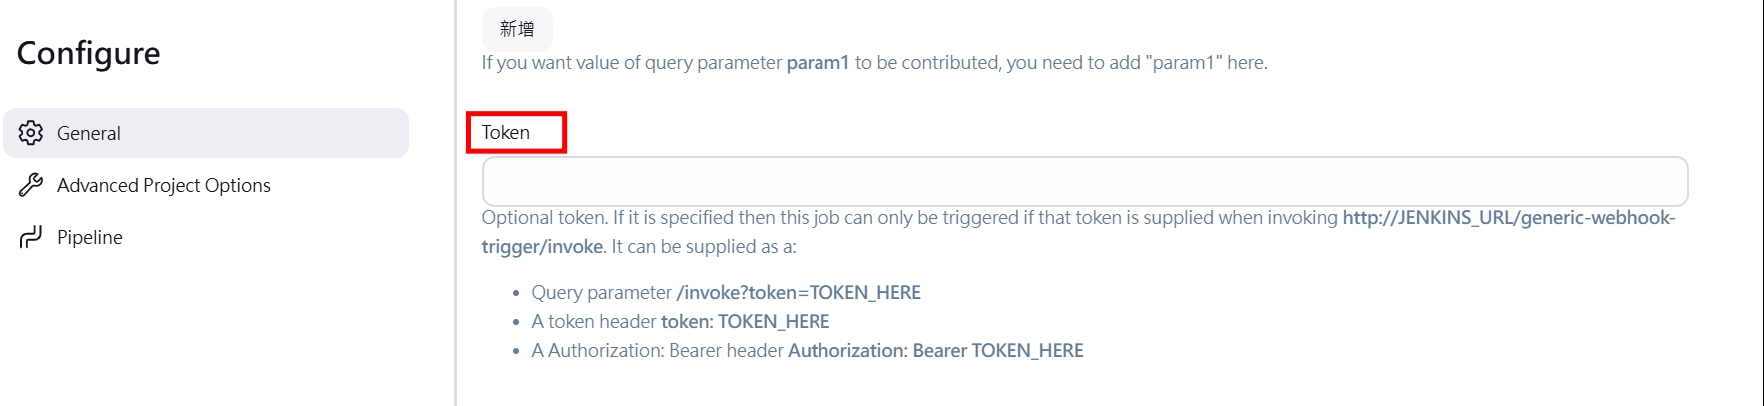 Configure
General
Advanced Project Options
Pipeline
新增
If you want value of query parameter param1 to be contributed, you need to add "param1" here.
Token
Optional token. If it is specified then this job can only be triggered if that token is supplied when invoking http://JENKINS_URL/generic-webhook-
trigger/invoke. It can be supplied as a:
• Query parameter /invoke?token=TOKEN_HERE
• A token header token: TOKEN_HERE
• A Authorization: Bearer header Authorization: Bearer TOKEN_HERE